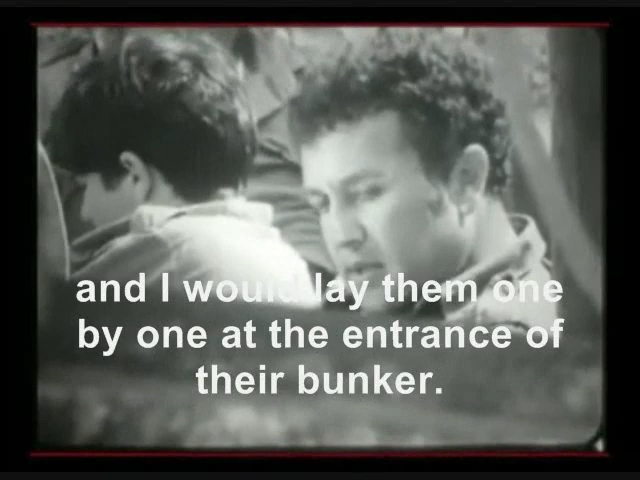 and I would lay them one
by one at the entrance of
their bunker.